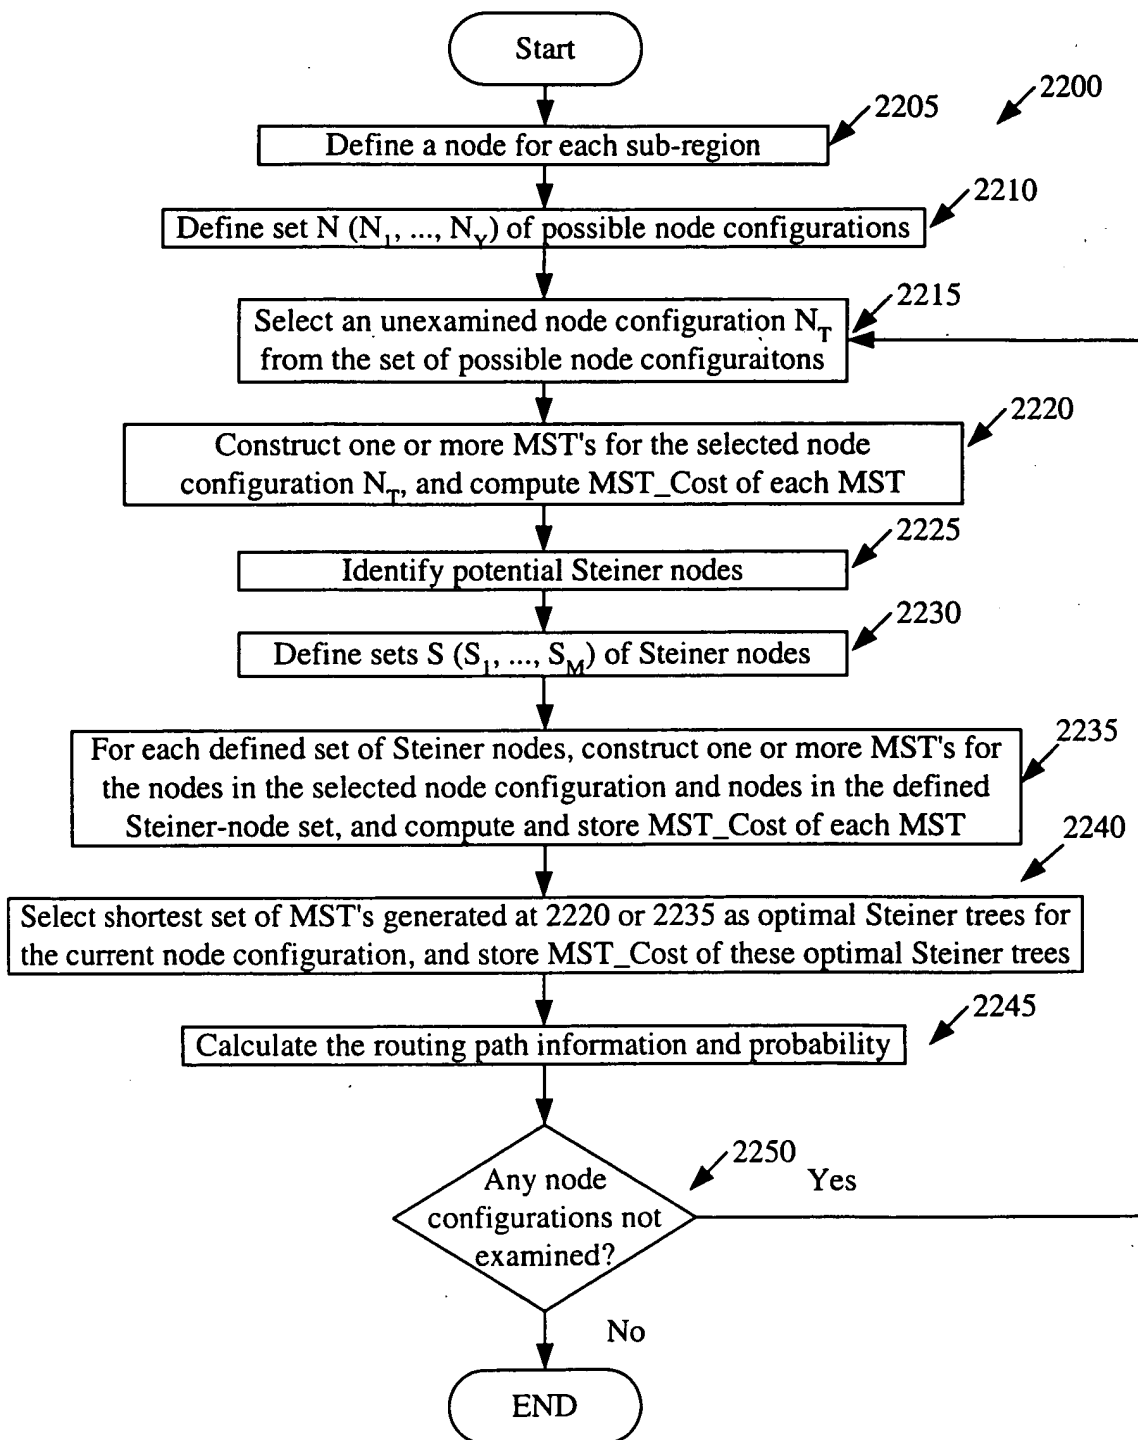 Start
2200
2205
Define a node for each sub-region
2210
Define set N (N₁, ..., N_Y) of possible node configurations
2215
Select an unexamined node configuration N_T
from the set of possible node configuraitons
2220
Construct one or more MST's for the selected node
configuration N_T, and compute MST_Cost of each MST
2225
Identify potential Steiner nodes
2230
Define sets S (S₁, ..., S_M) of Steiner nodes
2235
For each defined set of Steiner nodes, construct one or more MST's for
the nodes in the selected node configuration and nodes in the defined
Steiner-node set, and compute and store MST_Cost of each MST
2240
Select shortest set of MST's generated at 2220 or 2235 as optimal Steiner trees for
the current node configuration, and store MST_Cost of these optimal Steiner trees
2245
Calculate the routing path information and probability
2250
Yes
Any node
configurations not
examined?
No
END